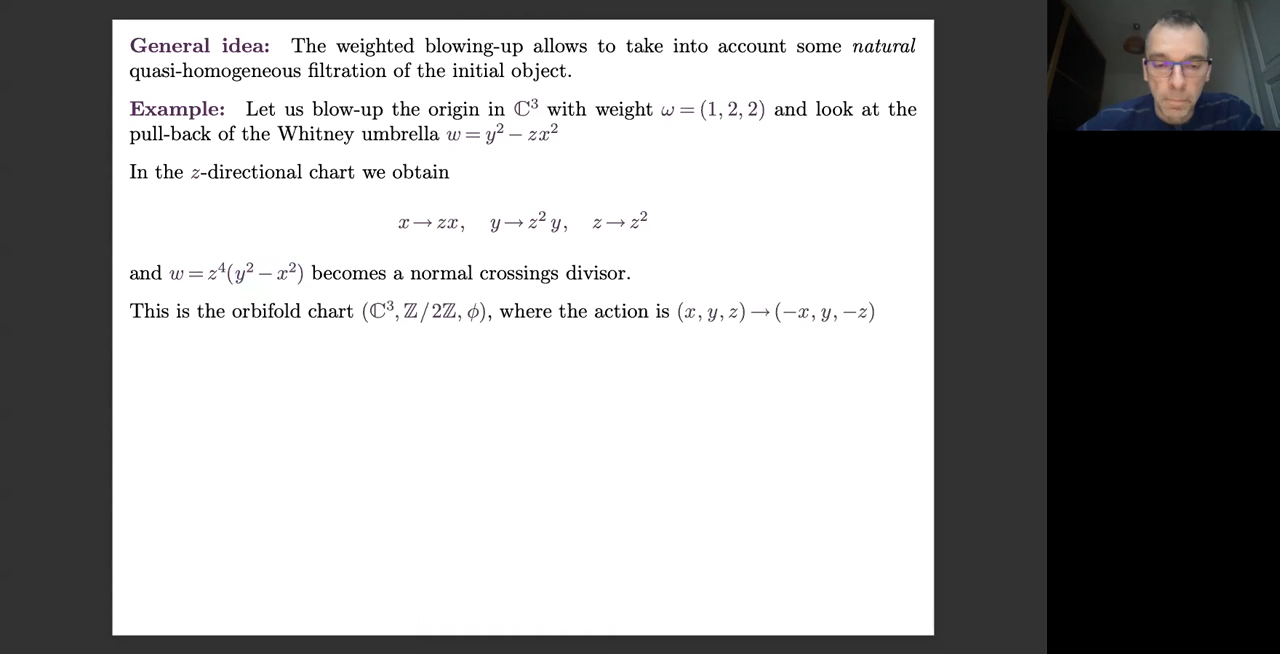 General idea: The weighted blowing-up allows to take into account some natural
quasi-homogeneous filtration of the initial object.
Example: Let us blow-up the origin in ℂ³ with weight ω = (1, 2, 2) and look at the
pull-back of the Whitney umbrella w = y² − zx²
In the z-directional chart we obtain
x → zx, y → z² y, z → z²
and w = z⁴(y² − x²) becomes a normal crossings divisor.
This is the orbifold chart (ℂ³, ℤ/2ℤ, ϕ), where the action is (x, y, z) → (−x, y, −z)